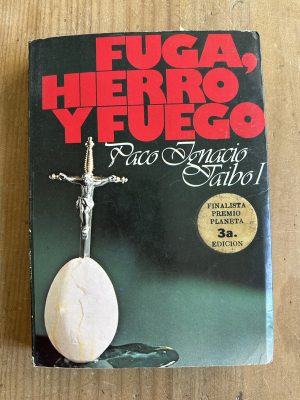 FUGA,
HIERRO
Y FUEGO
Paco Ignacio
Taibo I
FINALISTA
PREMIO
PLANETA
3a.
EDICION